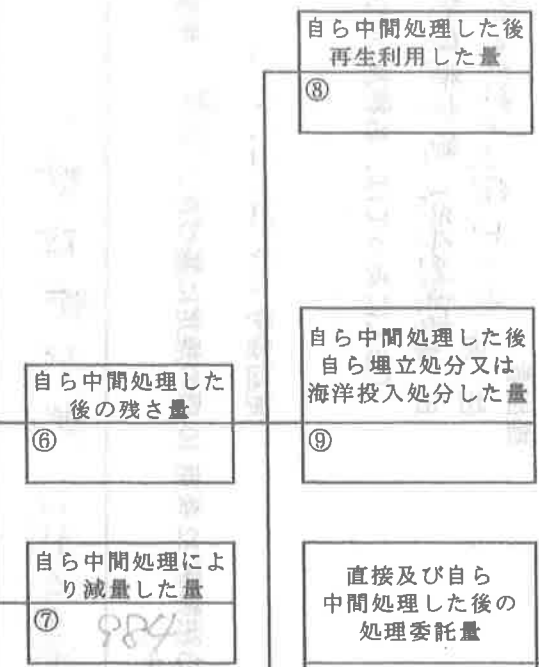 自ら中間処理した後
再生利用した量
⑧
自ら中間処理した後
自ら埋立処分又は
海洋投入処分した量
⑨
自ら中間処理した
後の残さ量
⑥
自ら中間処理によ
り減量した量
⑦ 984
直接及び自ら
中間処理した後の
処理委託量